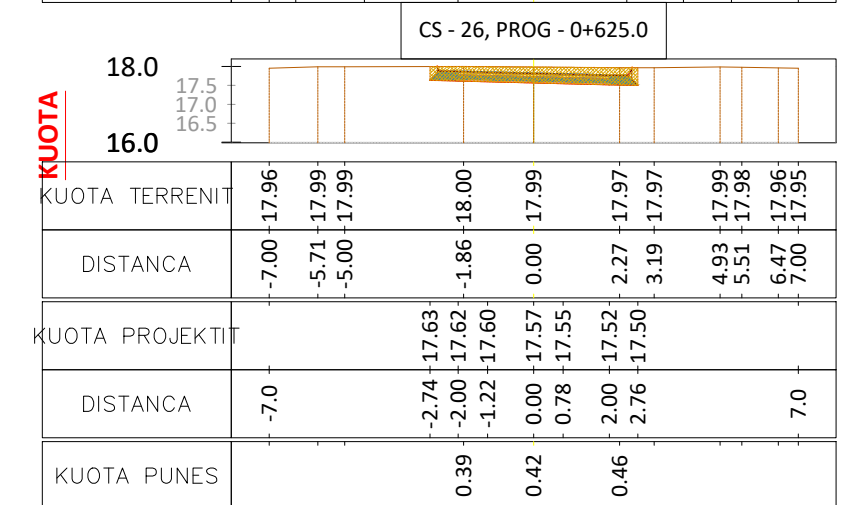 CS - 26, PROG - 0+625.0
KUOTA
18.0
17.5
17.0
16.5
16.0
KUOTA TERRENIT 17.96 17.99 17.99 18.00 17.99 17.97 17.97 17.99 17.98 17.96 17.95
DISTANCA -7.00 -5.71 -5.00 -1.86 0.00 2.27 3.19 4.93 5.51 6.47 7.00
KUOTA PROJEKTIT 17.63 17.62 17.60 17.57 17.55 17.52 17.50
DISTANCA -7.0 -2.74 -2.00 -1.22 0.00 0.78 2.00 2.76 7.0
KUOTA PUNES 0.39 0.42 0.46